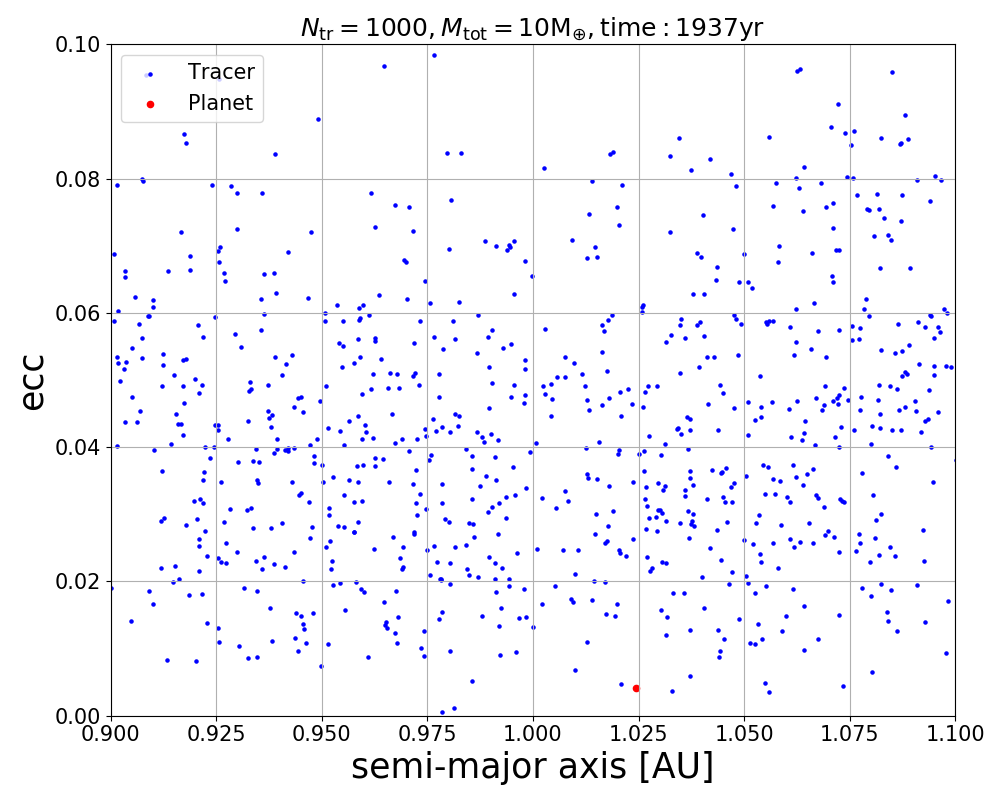 N_tr = 1000, M_tot = 10M_⊕, time : 1937yr
Tracer
Planet
0.10
0.08
0.06
0.04
0.02
0.00
ecc
0.900 0.925 0.950 0.975 1.000 1.025 1.050 1.075 1.100
semi-major axis [AU]